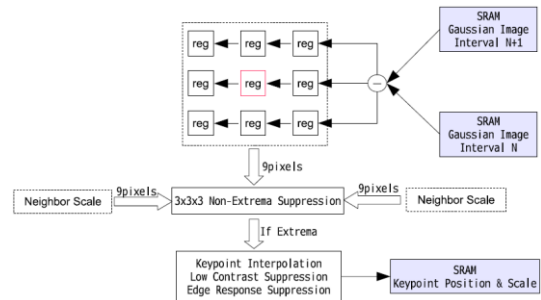 SRAM
Gaussian Image
Interval N+1
reg reg reg
reg reg reg
—
reg reg reg
SRAM
Gaussian Image
Interval N
9pixels
Neighbor Scale
9pixels
3x3x3 Non-Extrema Suppression
9pixels
Neighbor Scale
If Extrema
Keypoint Interpolation
Low Contrast Suppression
Edge Response Suppression
SRAM
Keypoint Position & Scale